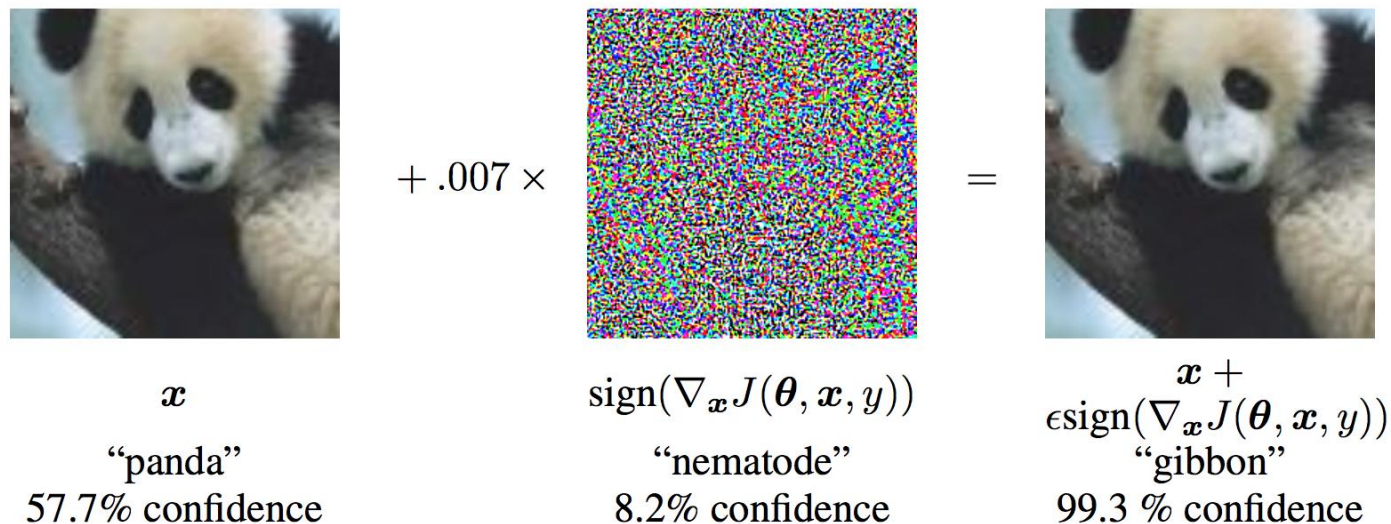 + .007 ×
=
x
“panda”
57.7% confidence
sign(∇ₓJ(θ, x, y))
“nematode”
8.2% confidence
x +
ϵsign(∇ₓJ(θ, x, y))
“gibbon”
99.3 % confidence